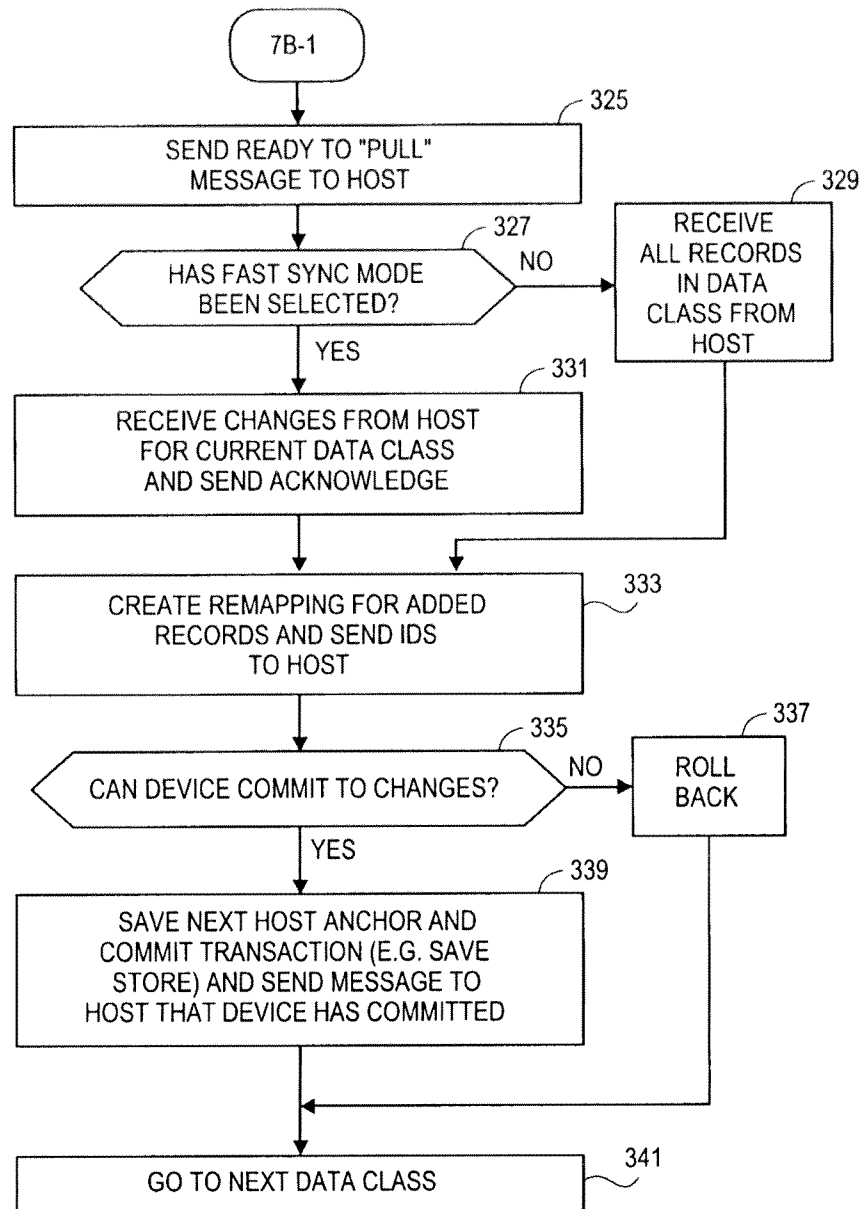 7B-1
325
SEND READY TO "PULL"
MESSAGE TO HOST
327
HAS FAST SYNC MODE
BEEN SELECTED?
NO
329
RECEIVE
ALL RECORDS
IN DATA
CLASS FROM
HOST
YES
331
RECEIVE CHANGES FROM HOST
FOR CURRENT DATA CLASS
AND SEND ACKNOWLEDGE
CREATE REMAPPING FOR ADDED
RECORDS AND SEND IDS
TO HOST
333
335
CAN DEVICE COMMIT TO CHANGES?
NO
337
ROLL
BACK
YES
339
SAVE NEXT HOST ANCHOR AND
COMMIT TRANSACTION (E.G. SAVE
STORE) AND SEND MESSAGE TO
HOST THAT DEVICE HAS COMMITTED
GO TO NEXT DATA CLASS
341